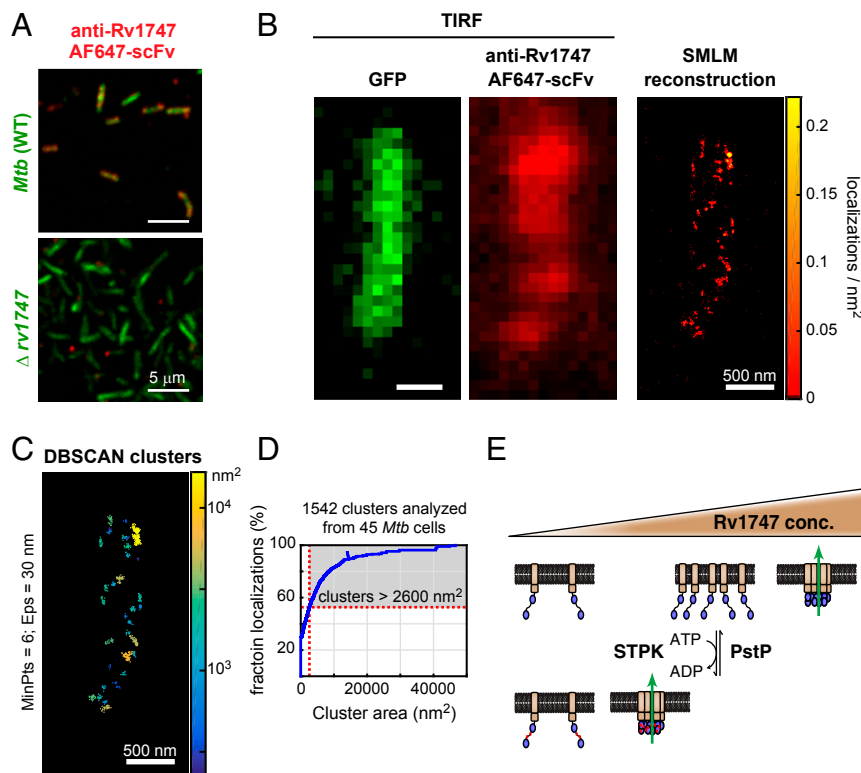 A
anti-Rv1747
AF647-scFv
Mtb (WT)
Δ rv1747
5 μm
B
TIRF
GFP
anti-Rv1747
AF647-scFv
SMLM
reconstruction
0.2
0.15
0.1
0.05
0
localizations / nm²
500 nm
C
DBSCAN clusters
MinPts = 6; Eps = 30 nm
nm²
10⁴
10³
500 nm
D
1542 clusters analyzed
from 45 Mtb cells
fractoin localizations (%)
100
80
60
40
20
clusters > 2600 nm²
0
20000
40000
Cluster area (nm²)
E
Rv1747 conc.
STPK
ATP
ADP
PstP